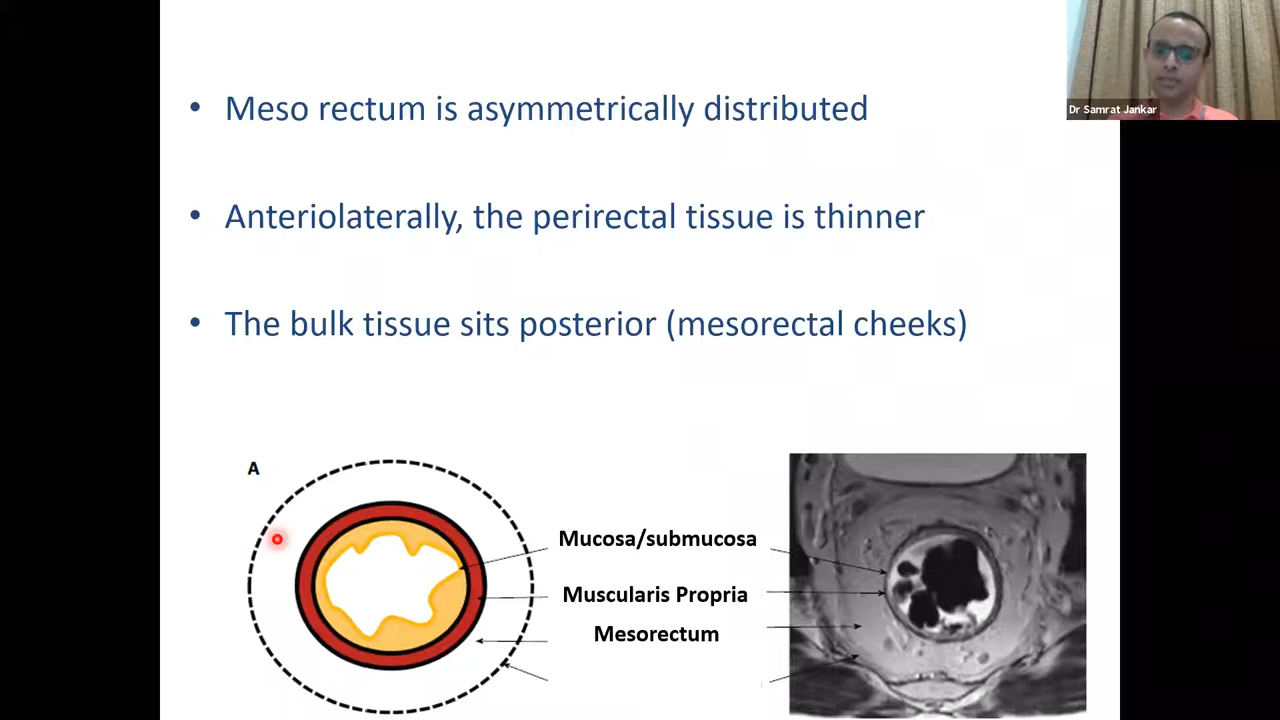 Dr Samrat Jankar
• Meso rectum is asymmetrically distributed
• Anteriolaterally, the perirectal tissue is thinner
• The bulk tissue sits posterior (mesorectal cheeks)
A
Mucosa/submucosa
Muscularis Propria
Mesorectum